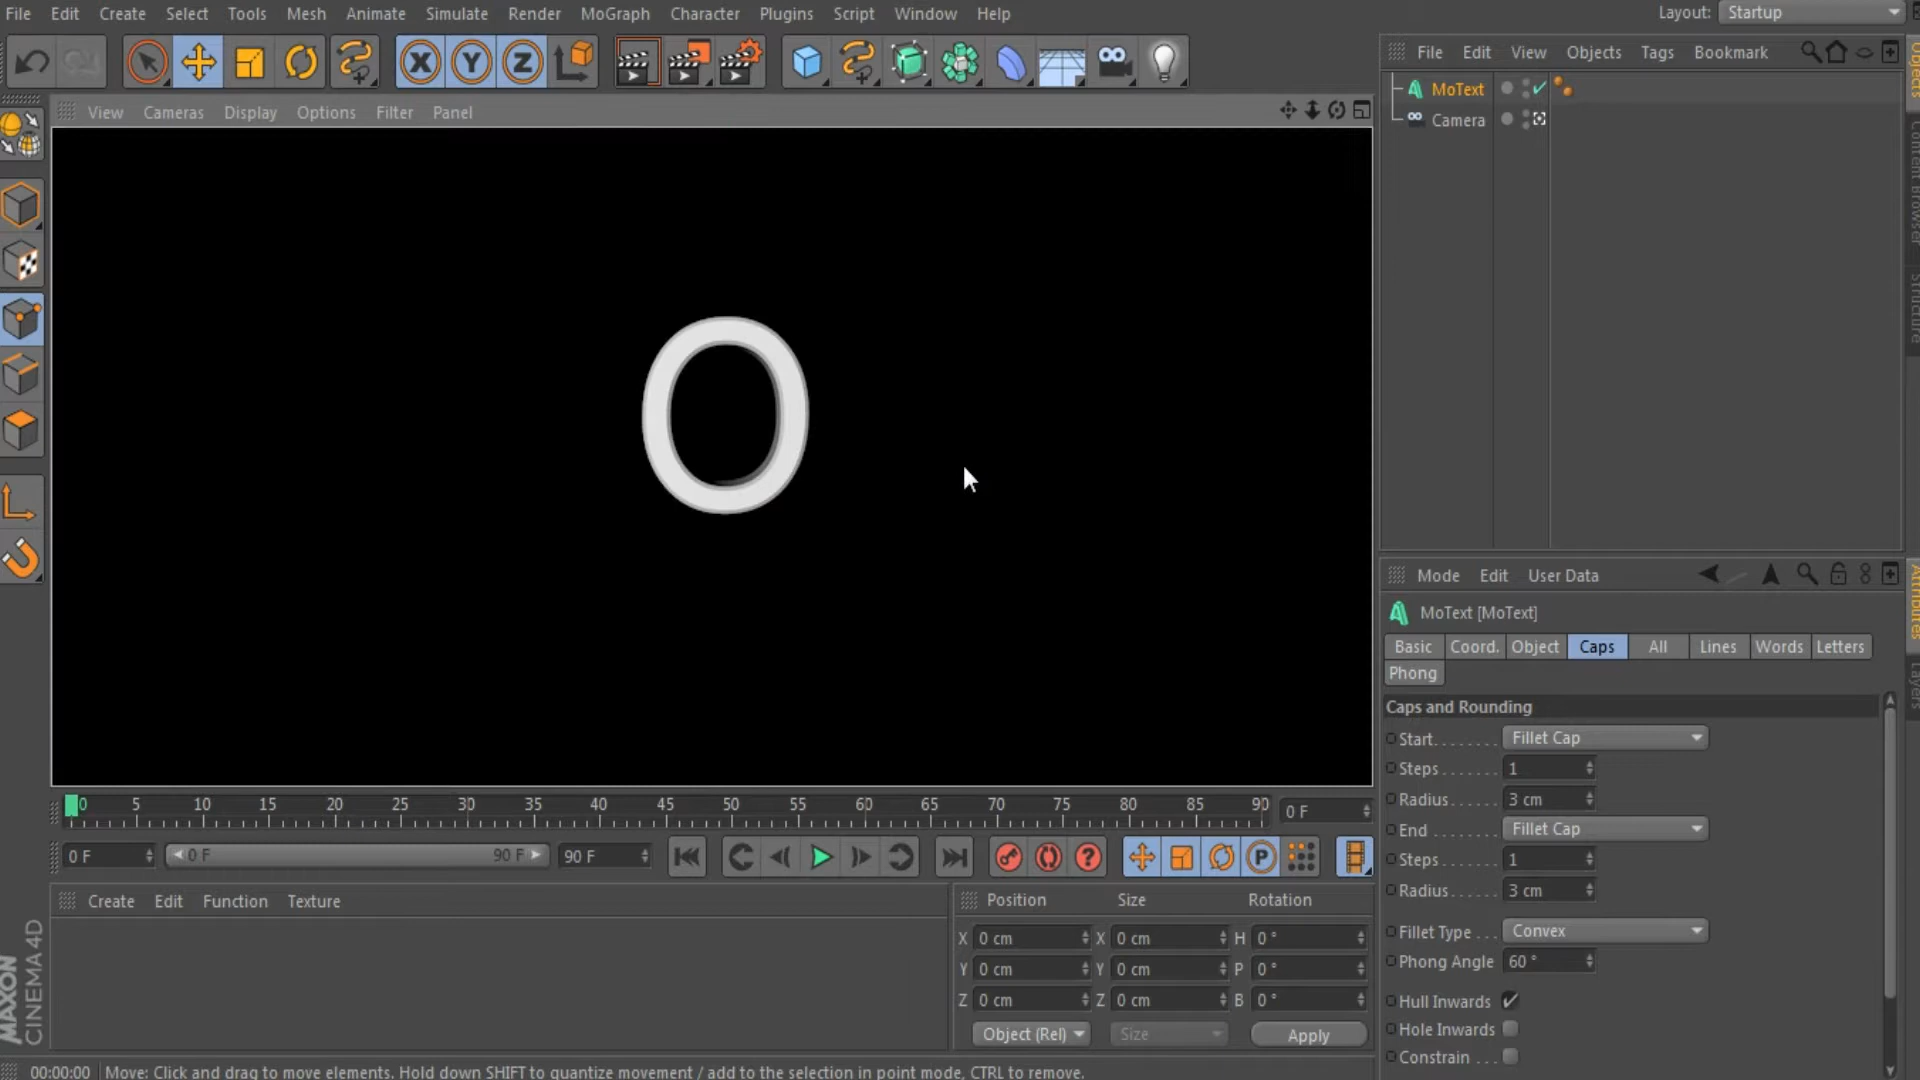 File Edit Create Select Tools Mesh Animate Simulate Render MoGraph Character Plugins Script Window Help Layout: Startup
File Edit View Objects Tags Bookmark
MoText
Camera
View Cameras Display Options Filter Panel
O
Objects
Content Browser
Structure
Mode Edit User Data
MoText [MoText]
Basic Coord. Object Caps All Lines Words Letters
Phong
Caps and Rounding
Start. . . . . . . Fillet Cap
Steps . . . . . . 1
Radius. . . . . . 3 cm
End . . . . . . . Fillet Cap
Steps . . . . . . 1
Radius. . . . . . 3 cm
Fillet Type . . . Convex
Phong Angle 60 °
Hull Inwards
Hole Inwards
Constrain . . .
Attributes
Layers
0 5 10 15 20 25 30 35 40 45 50 55 60 65 70 75 80 85 90 0 F
0 F 0 F 90 F 90 F
P
Create Edit Function Texture
Position Size Rotation
X 0 cm X 0 cm H 0 °
Y 0 cm Y 0 cm P 0 °
Z 0 cm Z 0 cm B 0 °
Object (Rel) Size Apply
MAXON
CINEMA 4D
00:00:00 Move: Click and drag to move elements. Hold down SHIFT to quantize movement / add to the selection in point mode, CTRL to remove.
X Y Z